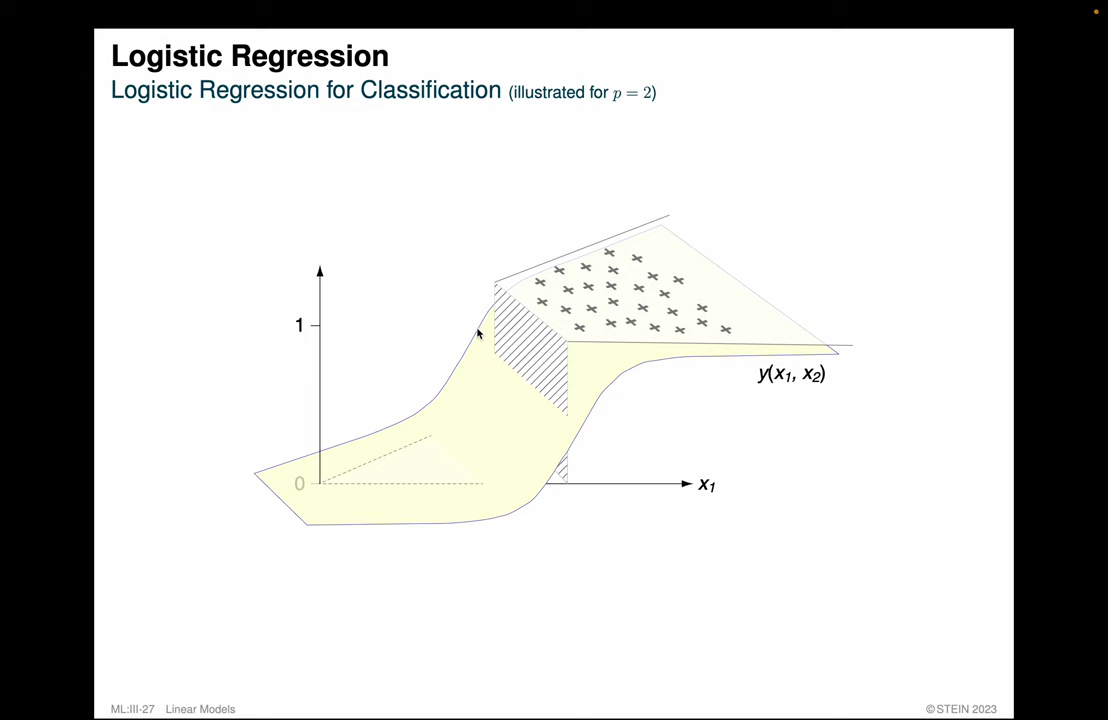 Logistic Regression
Logistic Regression for Classification (illustrated for p = 2)
1
y(x1, x2)
0
x1
ML:III-27 Linear Models
©STEIN 2023